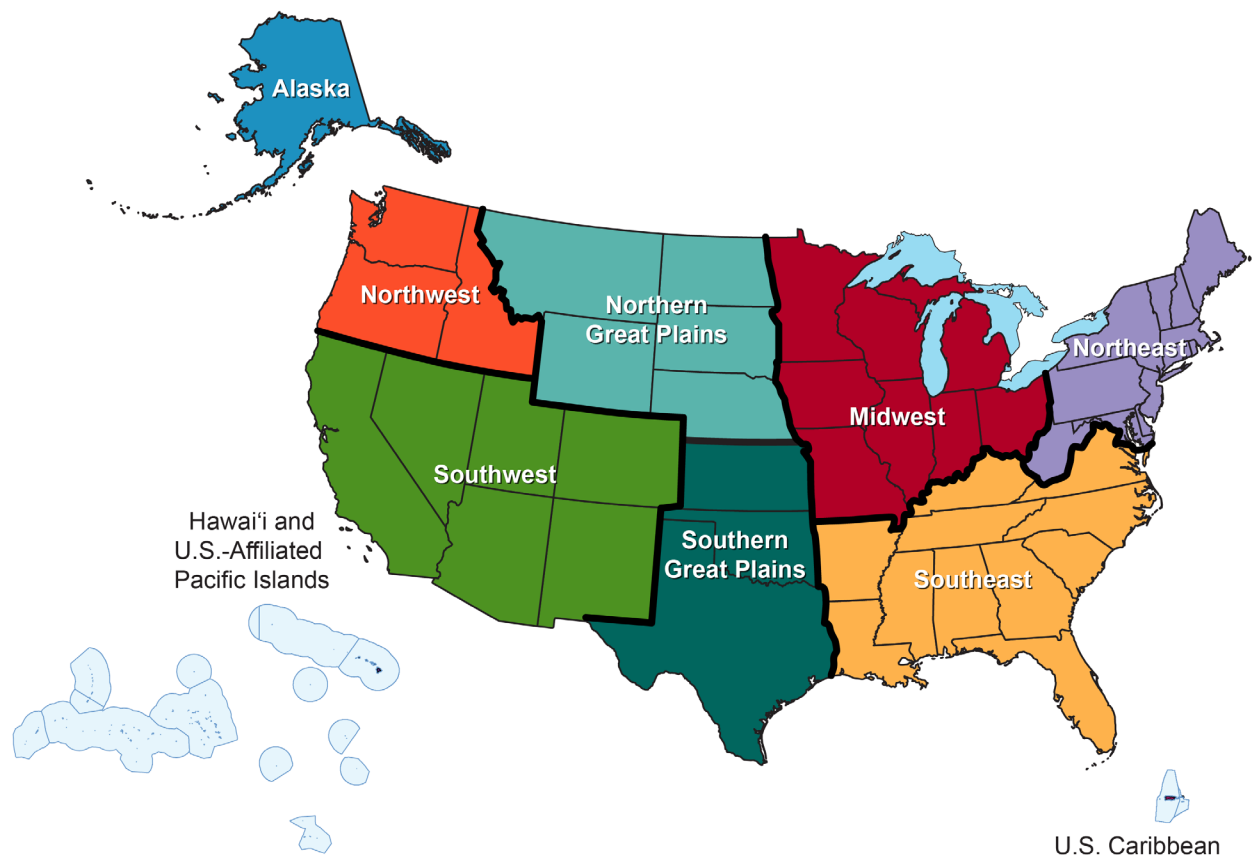 Alaska
Northwest
Northern
Great Plains
Northeast
Midwest
Southwest
Hawaiʻi and
U.S.-Affiliated
Pacific Islands
Southern
Great Plains
Southeast
U.S. Caribbean